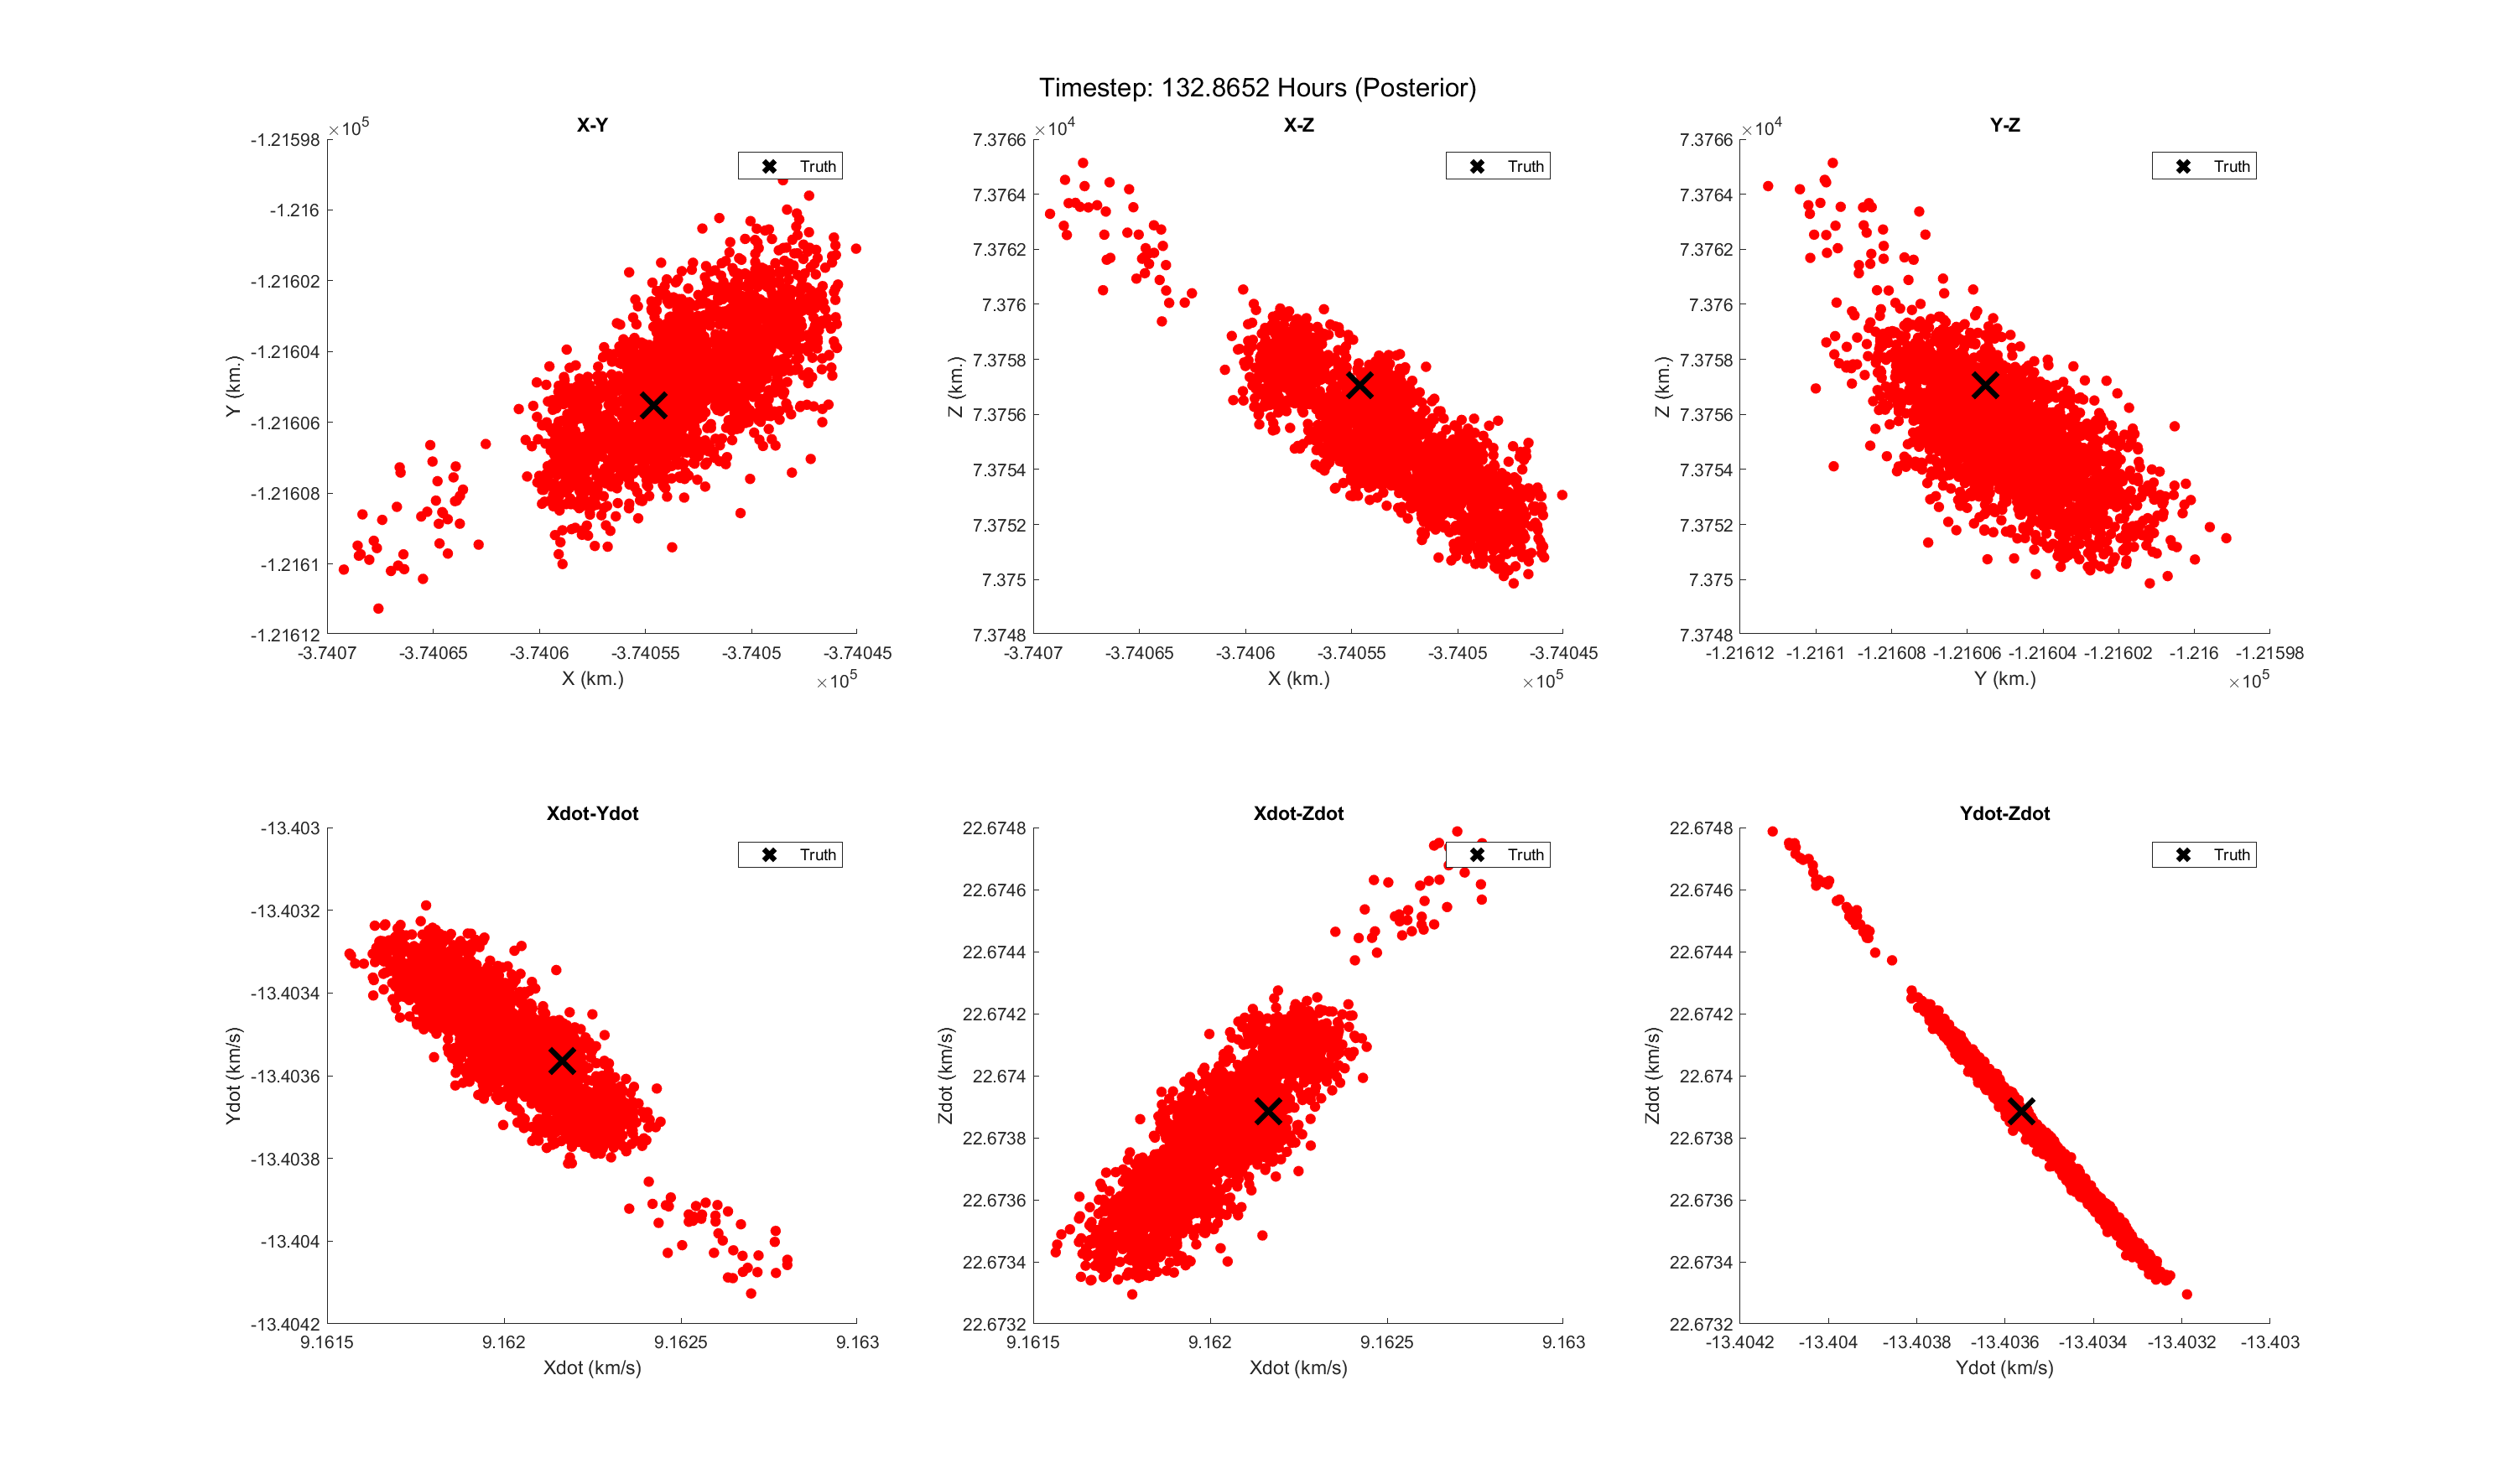 Timestep: 132.8652 Hours (Posterior)
X-Y
×10^5
-1.21598
-1.216
-1.21602
-1.21604
-1.21606
-1.21608
-1.2161
-1.21612
Y (km.)
Truth
-3.7407 -3.74065 -3.7406 -3.74055 -3.7405 -3.74045
X (km.)
×10^5
X-Z
×10^4
7.3766
7.3764
7.3762
7.376
7.3758
7.3756
7.3754
7.3752
7.375
7.3748
Z (km.)
Truth
-3.7407 -3.74065 -3.7406 -3.74055 -3.7405 -3.74045
X (km.)
×10^5
Y-Z
×10^4
7.3766
7.3764
7.3762
7.376
7.3758
7.3756
7.3754
7.3752
7.375
7.3748
Z (km.)
Truth
-1.21612 -1.2161 -1.21608 -1.21606 -1.21604 -1.21602 -1.216 -1.21598
Y (km.)
×10^5
Xdot-Ydot
-13.403
-13.4032
-13.4034
-13.4036
-13.4038
-13.404
-13.4042
Ydot (km/s)
Truth
9.1615 9.162 9.1625 9.163
Xdot (km/s)
Xdot-Zdot
22.6748
22.6746
22.6744
22.6742
22.674
22.6738
22.6736
22.6734
22.6732
Zdot (km/s)
Truth
9.1615 9.162 9.1625 9.163
Xdot (km/s)
Ydot-Zdot
22.6748
22.6746
22.6744
22.6742
22.674
22.6738
22.6736
22.6734
22.6732
Zdot (km/s)
Truth
-13.4042 -13.404 -13.4038 -13.4036 -13.4034 -13.4032 -13.403
Ydot (km/s)